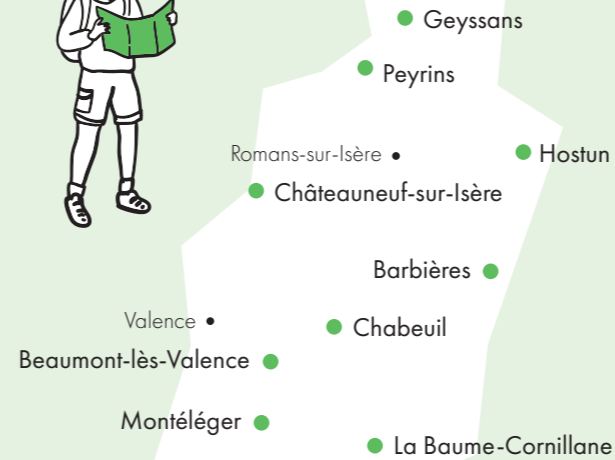 Geyssans
Peyrins
Romans-sur-Isère
Hostun
Châteauneuf-sur-Isère
Barbières
Valence
Chabeuil
Beaumont-lès-Valence
Montéléger
La Baume-Cornillane